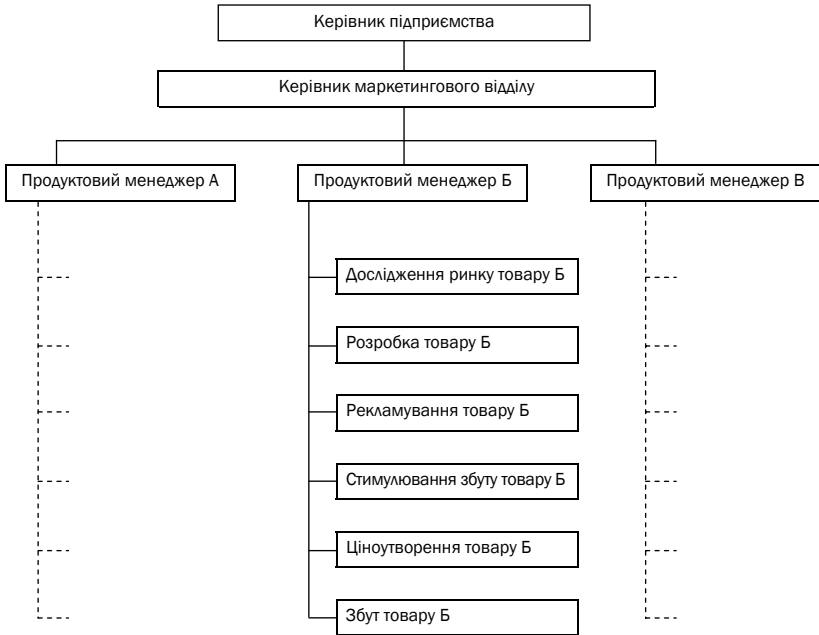 Керівник підприємства
Керівник маркетингового відділу
Продуктовий менеджер А
Продуктовий менеджер Б
Продуктовий менеджер В
Дослідження ринку товару Б
Розробка товару Б
Рекламування товару Б
Стимулювання збуту товару Б
Ціноутворення товару Б
Збут товару Б